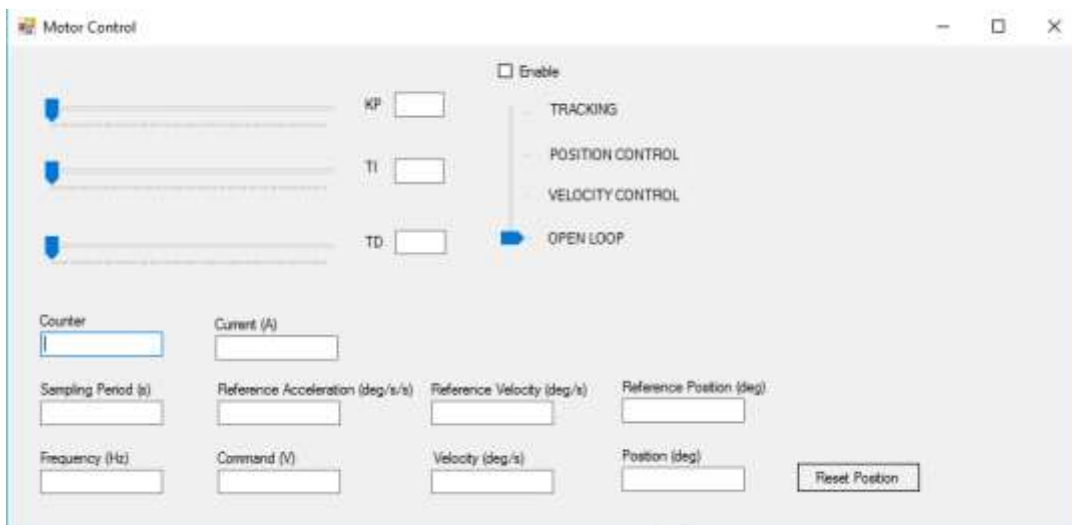 Motor Control
Enable
KP
TRACKING
TI
POSITION CONTROL
VELOCITY CONTROL
TD
OPEN LOOP
Counter
Current (A)
Sampling Period (s)
Reference Acceleration (deg/s/s)
Reference Velocity (deg/s)
Reference Position (deg)
Frequency (Hz)
Command (V)
Velocity (deg/s)
Position (deg)
Reset Position